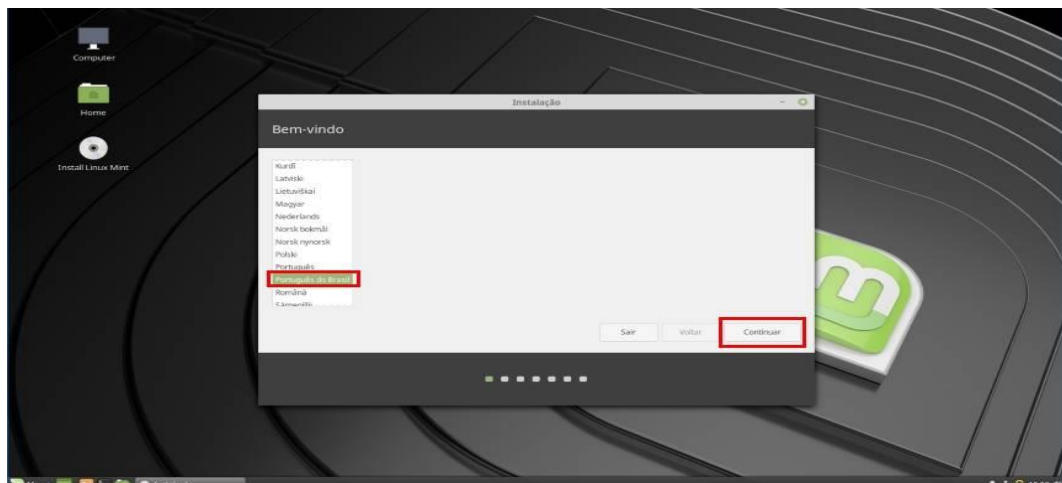 Computer
Home
Install Linux Mint
Instalação
Bem-vindo
Kurdî
Latviski
Lietuviškai
Magyar
Nederlands
Norsk bokmål
Norsk nynorsk
Polski
Português
Português do Brasil
Română
Sair
Voltar
Continuar